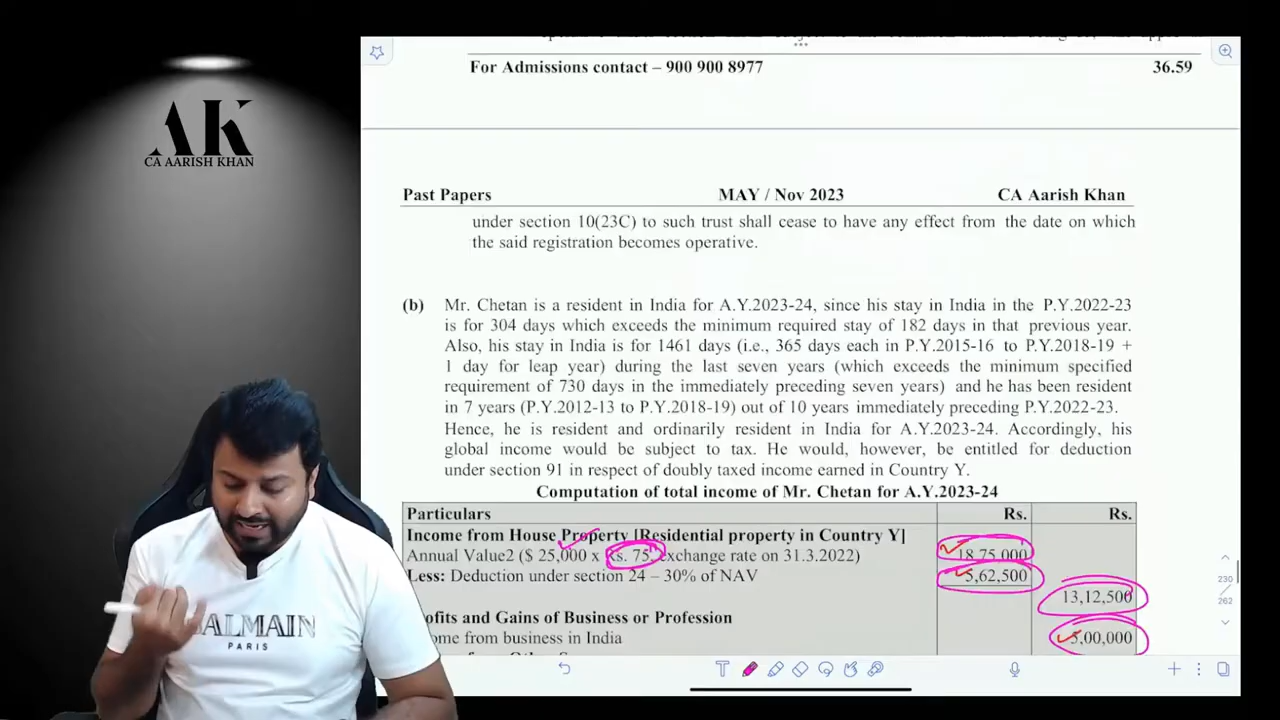 AK
CA AARISH KHAN
BALMAIN
PARIS
For Admissions contact – 900 900 8977 36.59
Past Papers MAY / Nov 2023 CA Aarish Khan
under section 10(23C) to such trust shall cease to have any effect from the date on which
the said registration becomes operative.
(b) Mr. Chetan is a resident in India for A.Y.2023-24, since his stay in India in the P.Y.2022-23
is for 304 days which exceeds the minimum required stay of 182 days in that previous year.
Also, his stay in India is for 1461 days (i.e., 365 days each in P.Y.2015-16 to P.Y.2018-19 +
1 day for leap year) during the last seven years (which exceeds the minimum specified
requirement of 730 days in the immediately preceding seven years) and he has been resident
in 7 years (P.Y.2012-13 to P.Y.2018-19) out of 10 years immediately preceding P.Y.2022-23.
Hence, he is resident and ordinarily resident in India for A.Y.2023-24. Accordingly, his
global income would be subject to tax. He would, however, be entitled for deduction
under section 91 in respect of doubly taxed income earned in Country Y.
Computation of total income of Mr. Chetan for A.Y.2023-24
Particulars Rs. Rs.
Income from House Property [Residential property in Country Y]
Annual Value2 ($ 25,000 x Rs. 75, exchange rate on 31.3.2022) 18,75,000
Less: Deduction under section 24 – 30% of NAV 5,62,500
13,12,500
ofits and Gains of Business or Profession
ome from business in India 5,00,000
230
262